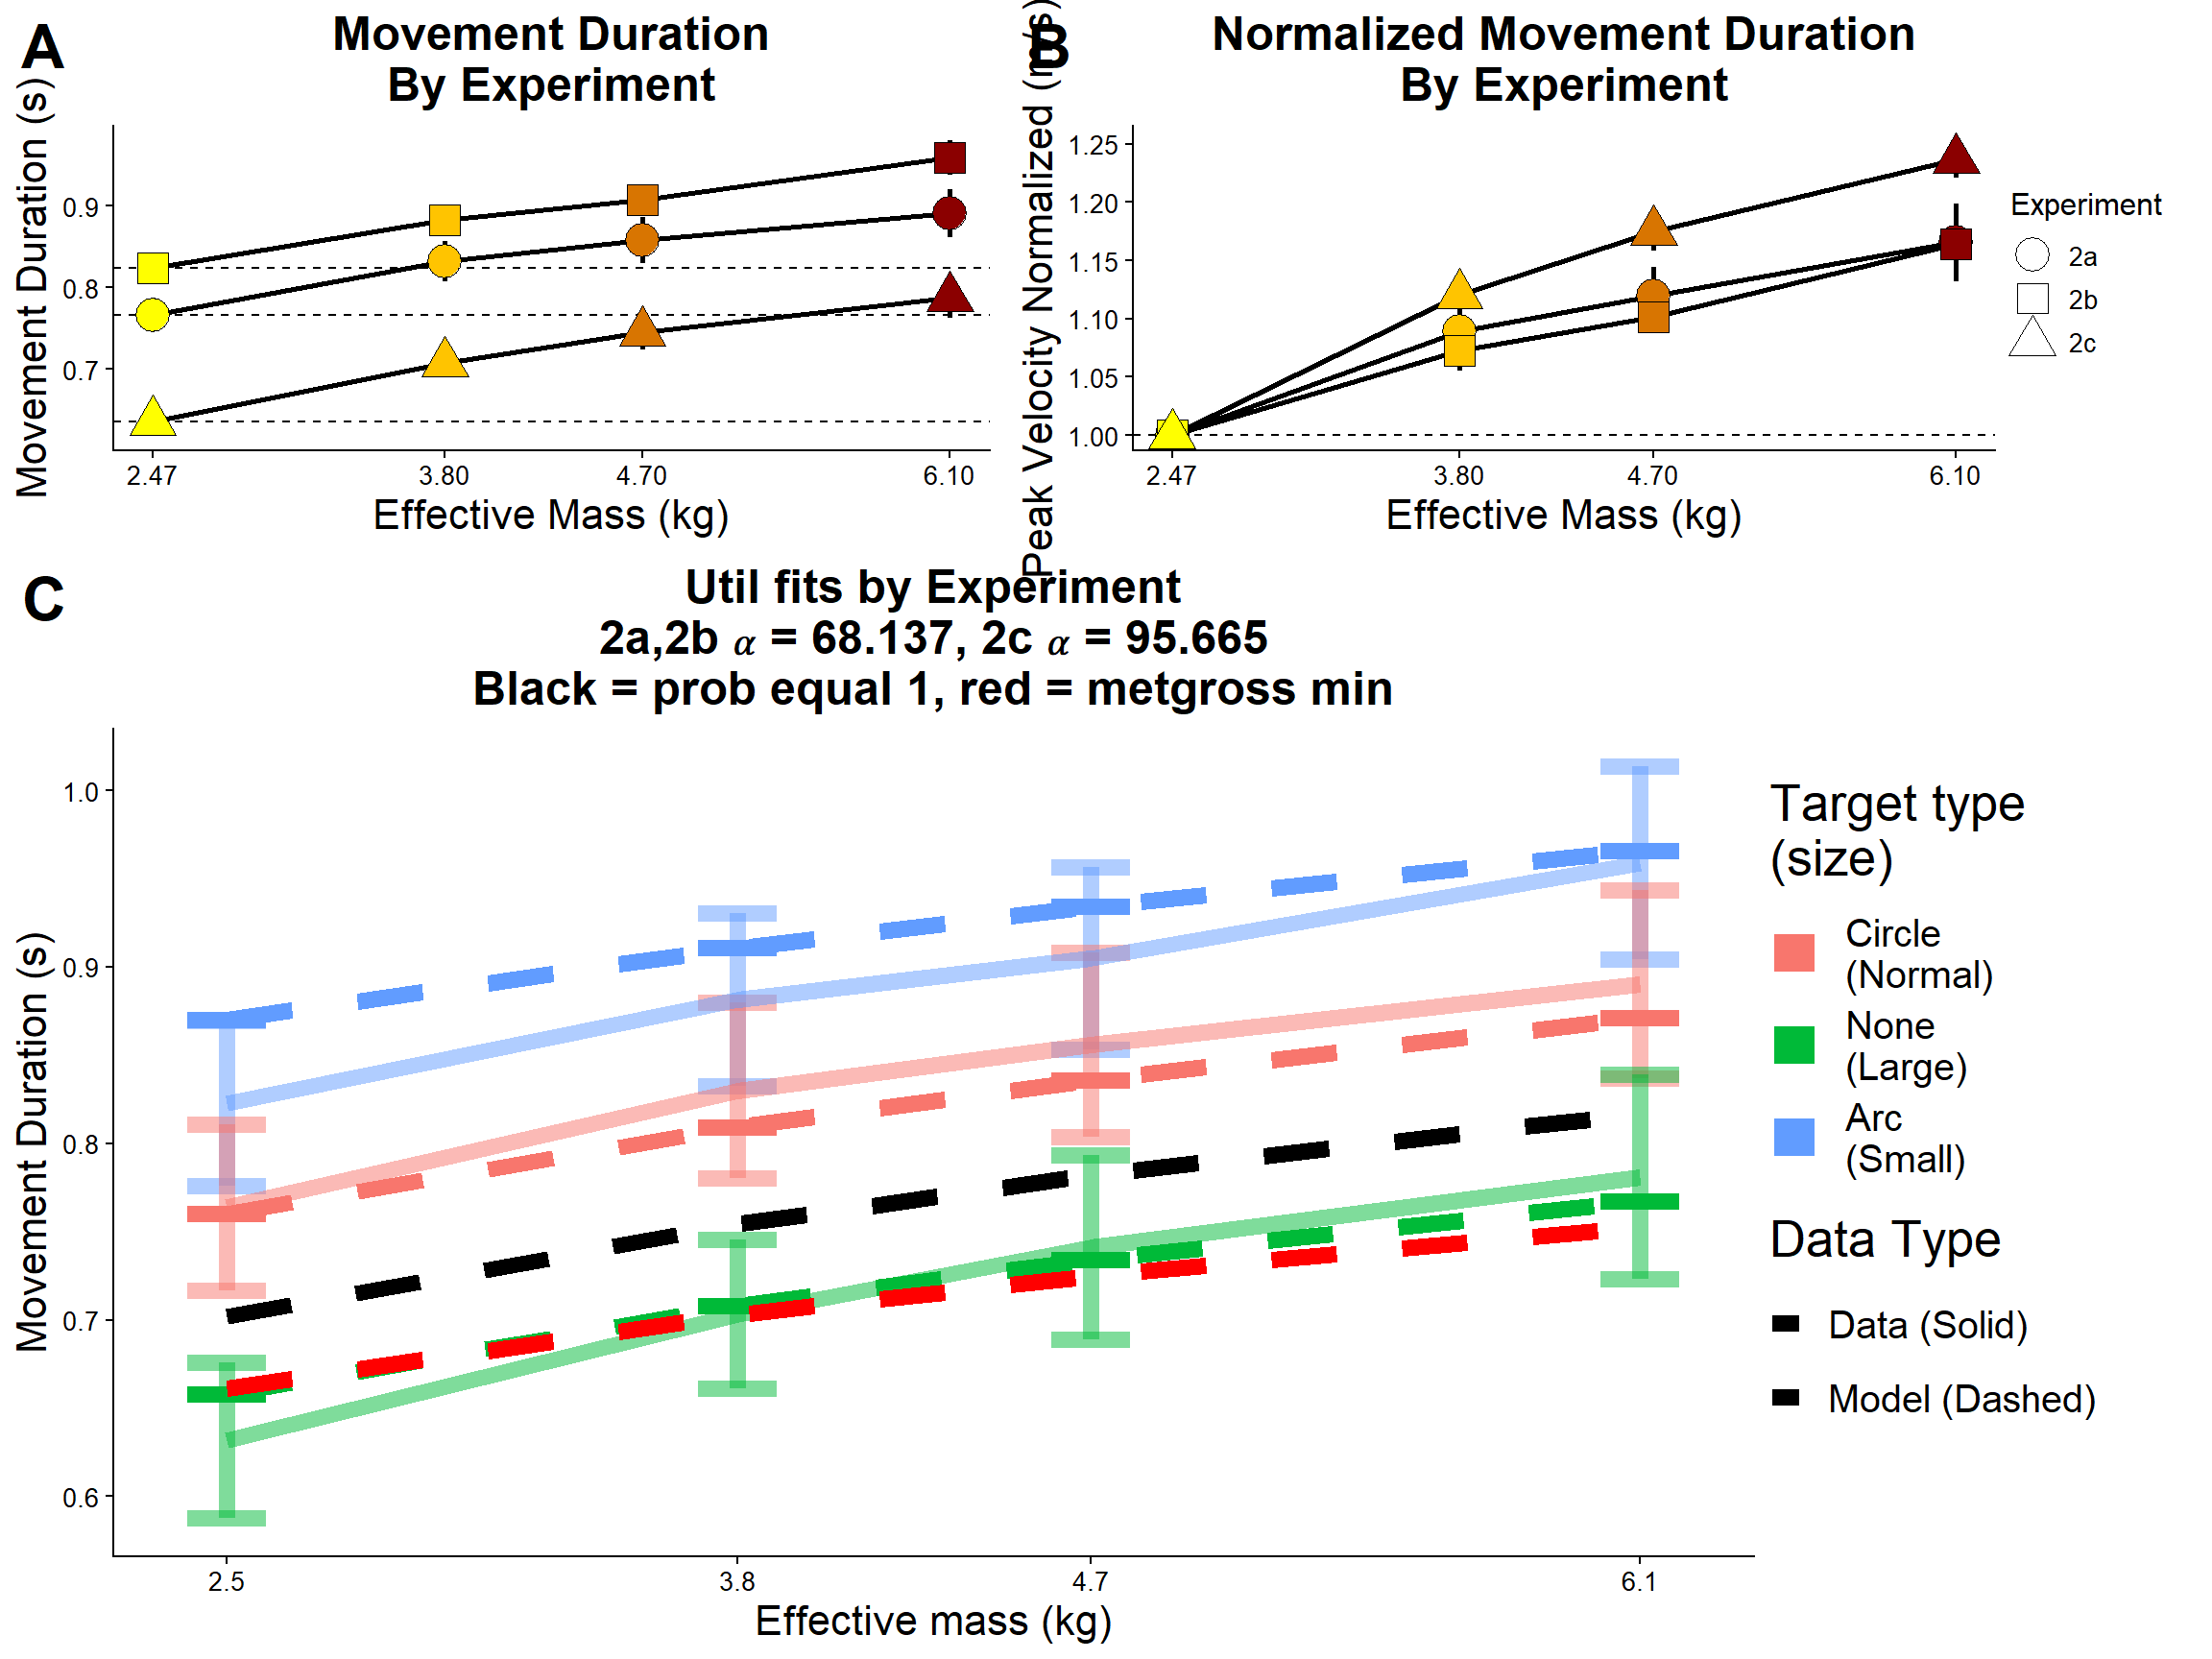 A
Movement Duration
By Experiment
Movement Duration (s)
0.9
0.8
0.7
2.47
3.80
4.70
6.10
Effective Mass (kg)
B
Normalized Movement Duration
By Experiment
Peak Velocity Normalized (m/s)
1.25
1.20
1.15
1.10
1.05
1.00
2.47
3.80
4.70
6.10
Effective Mass (kg)
Experiment
2a
2b
2c
C
Util fits by Experiment
2a,2b α = 68.137, 2c α = 95.665
Black = prob equal 1, red = metgross min
Movement Duration (s)
1.0
0.9
0.8
0.7
0.6
2.5
3.8
4.7
6.1
Effective mass (kg)
Target type
(size)
Circle
(Normal)
None
(Large)
Arc
(Small)
Data Type
Data (Solid)
Model (Dashed)